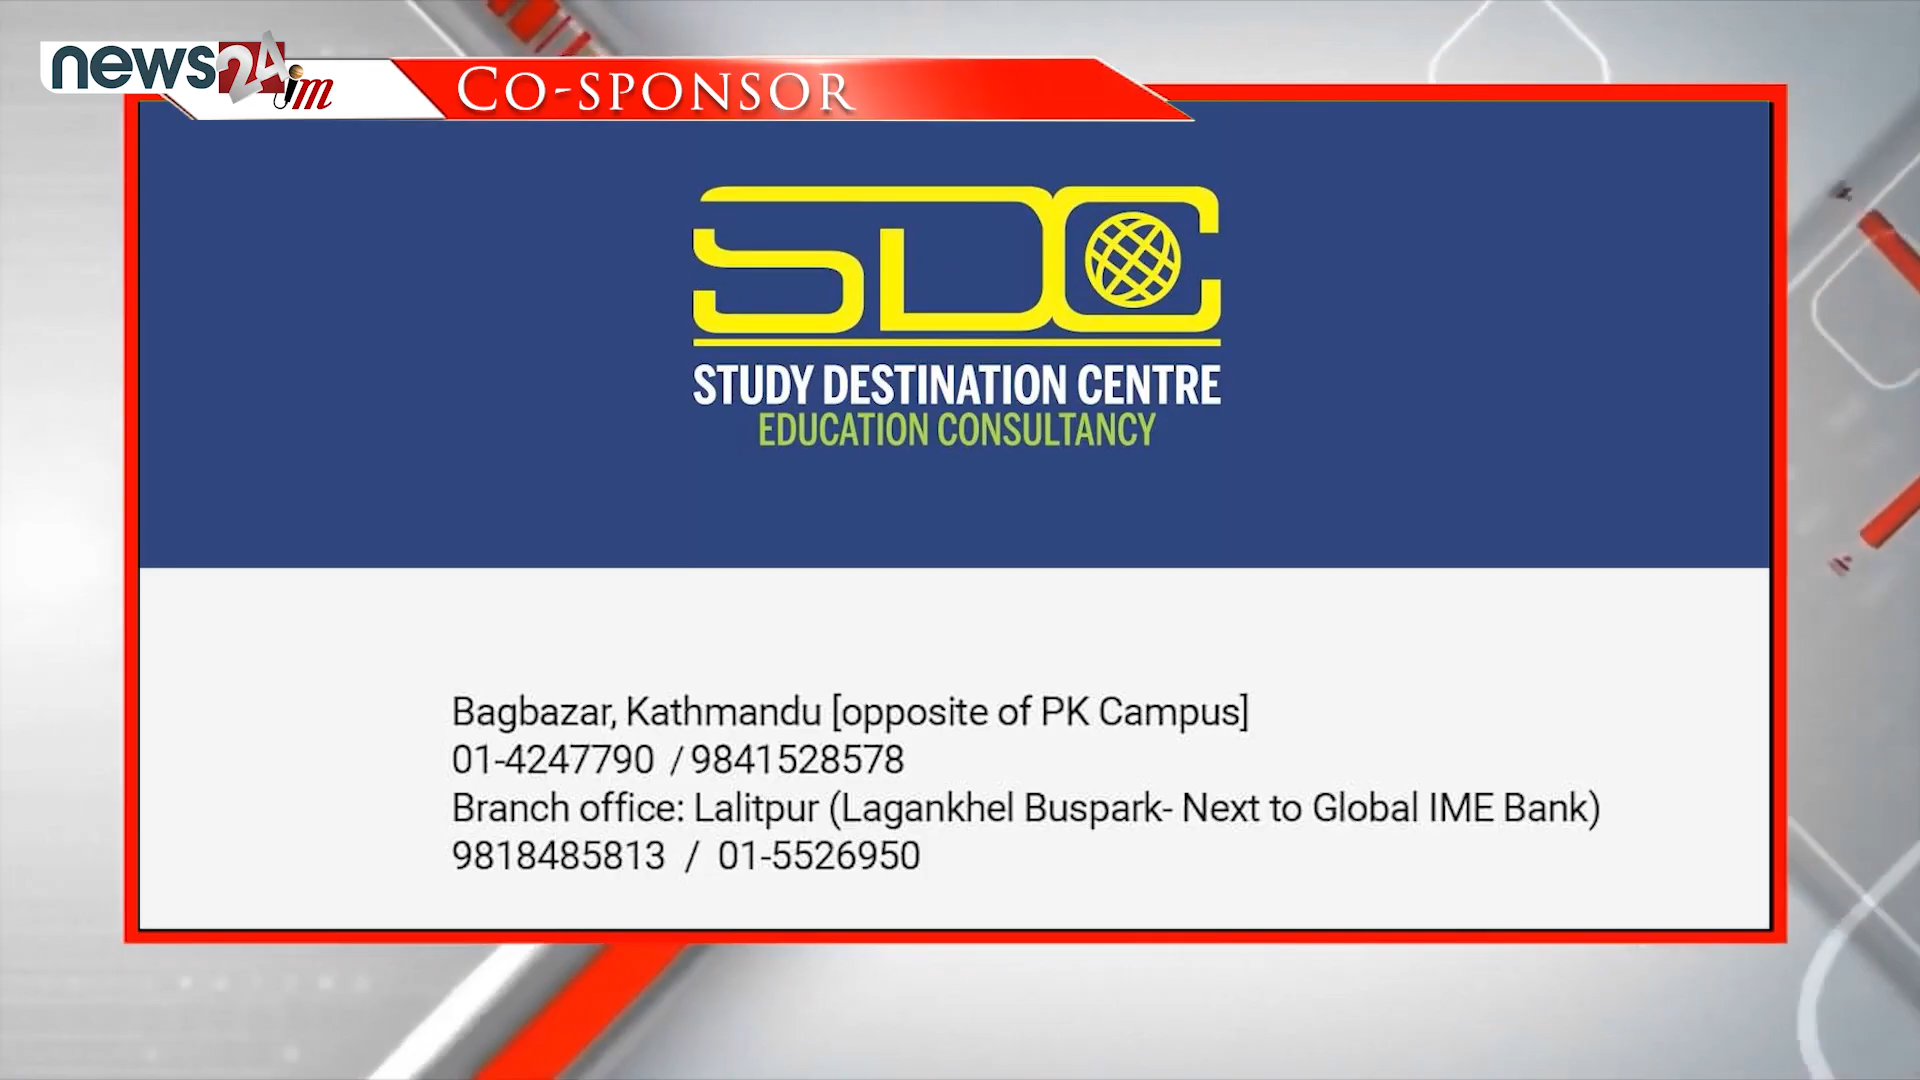 news24
im
CO-SPONSOR
SDC
STUDY DESTINATION CENTRE
EDUCATION CONSULTANCY
Bagbazar, Kathmandu [opposite of PK Campus]
01-4247790 / 9841528578
Branch office: Lalitpur (Lagankhel Buspark- Next to Global IME Bank)
9818485813 / 01-5526950